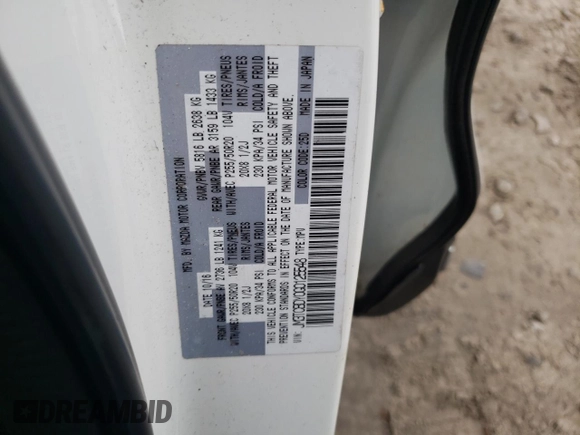 MFD. BY MAZDA MOTOR CORPORATION
DATE: 10/16 GVWR/PNBV 5816 LB 2638 KG
FRONT GAWR/PNBE AV 2736 LB 1241 KG REAR GAWR/PNBE AR 3159 LB 1433 KG
WITH/AVEC P255/50R20 104V TIRES/PNEUS WITH/AVEC P255/50R20 104V TIRES/PNEUS
20X8 1/2J RIMS/JANTES 20X8 1/2J RIMS/JANTES
230 KPA/34 PSI COLD/A FROID 230 KPA/34 PSI COLD/A FROID
THIS VEHICLE CONFORMS TO ALL APPLICABLE FEDERAL MOTOR VEHICLE SAFETY AND THEFT
PREVENTION STANDARDS IN EFFECT ON THE DATE OF MANUFACTURE SHOWN ABOVE.
VIN: TYPE:MPV COLOR CODE:25D MADE IN JAPAN
DREAMBID